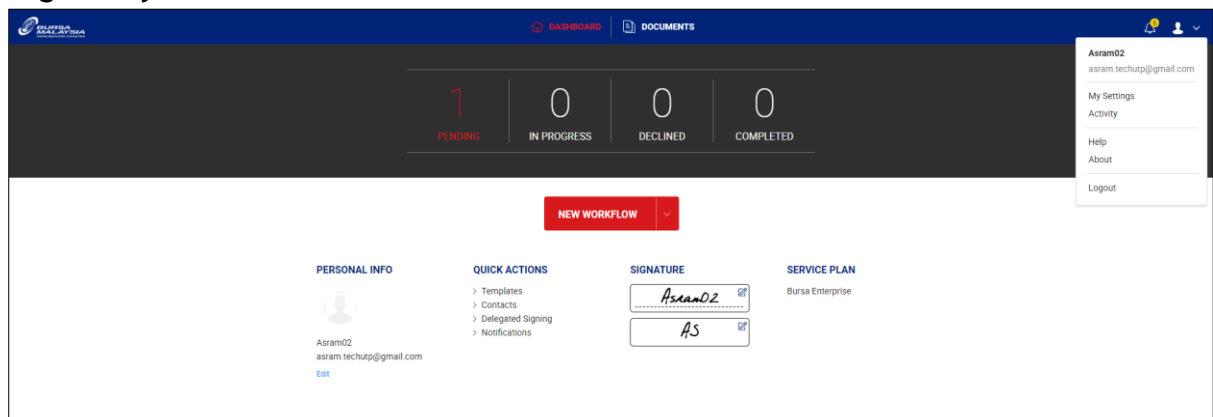 BURSA
MALAYSIA
DASHBOARD
DOCUMENTS
Asram02
asram.techutp@gmail.com
My Settings
Activity
Help
About
Logout
1
PENDING
0
IN PROGRESS
0
DECLINED
0
COMPLETED
NEW WORKFLOW
PERSONAL INFO
Asram02
asram.techutp@gmail.com
Edit
QUICK ACTIONS
> Templates
> Contacts
> Delegated Signing
> Notifications
SIGNATURE
Asram02
AS
SERVICE PLAN
Bursa Enterprise